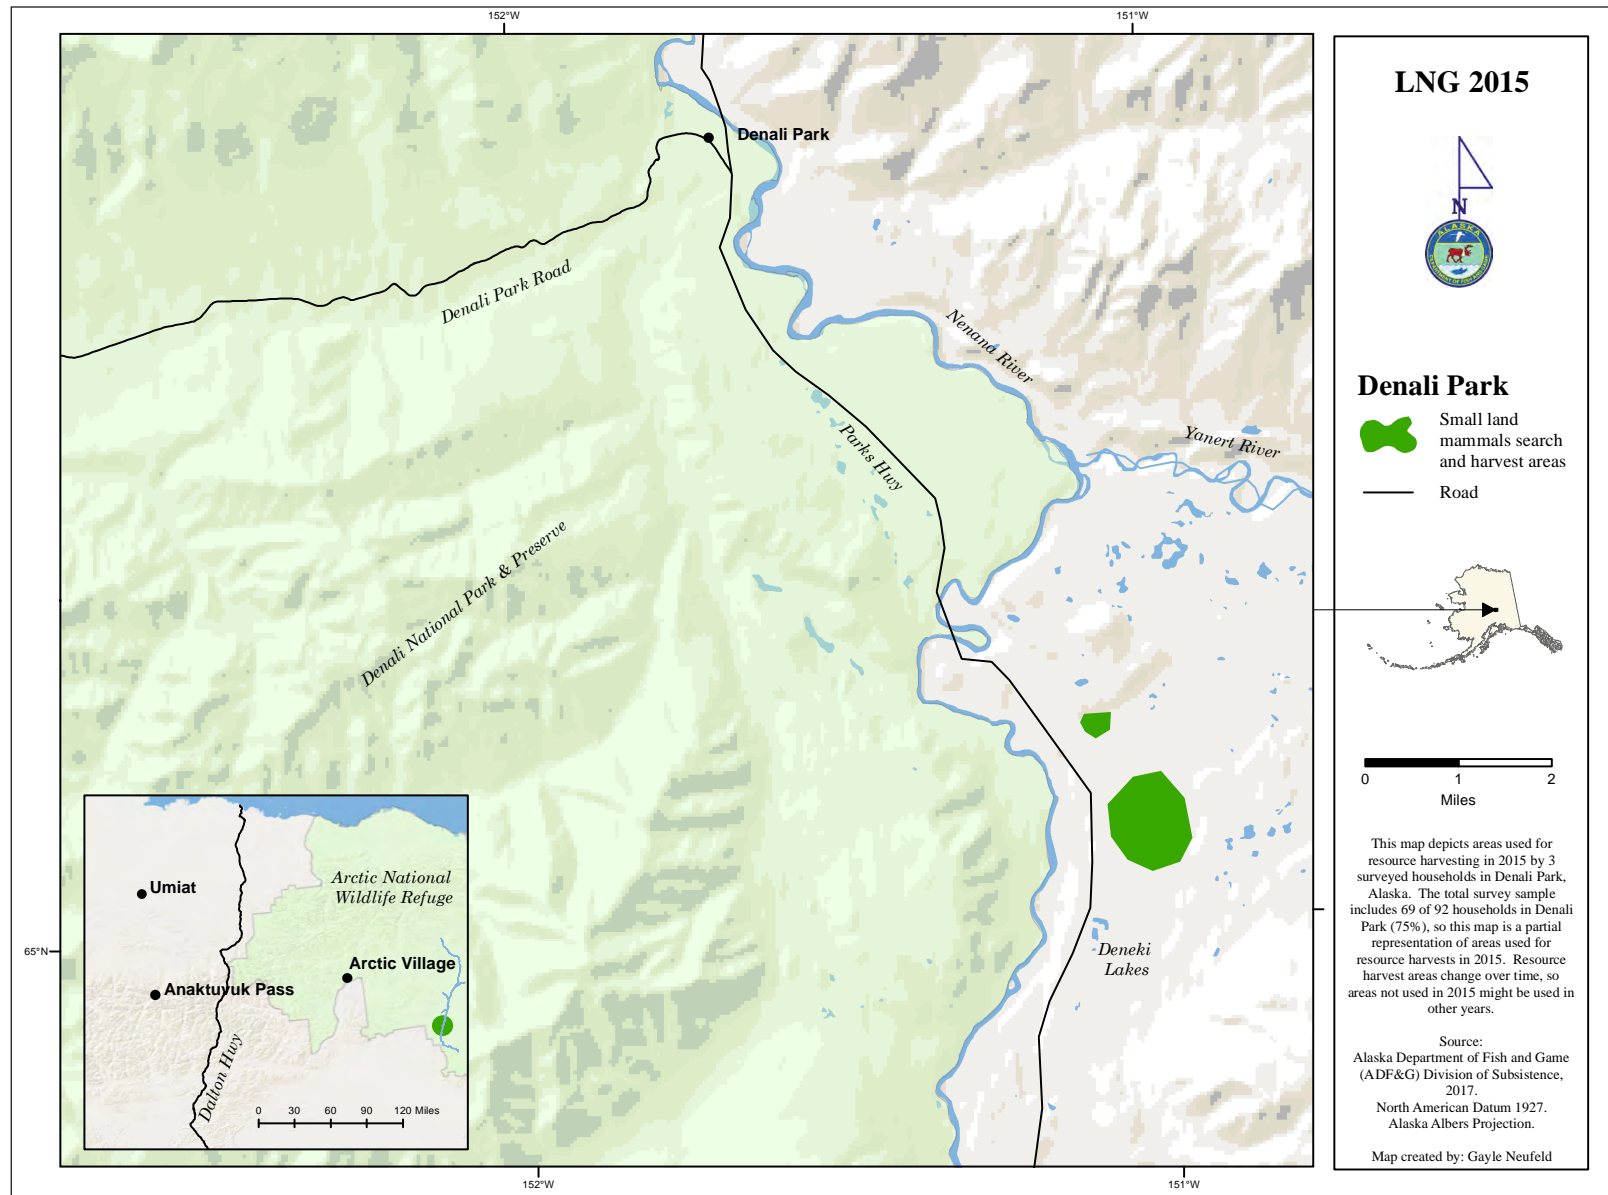 152°W
151°W
Denali Park
Denali Park Road
Nenana River
Parks Hwy
Yanert River
Denali National Park & Preserve
Deneki
Lakes
65°N
152°W
151°W
Umiat
Arctic National
Wildlife Refuge
Arctic Village
Anaktuvuk Pass
Dalton Hwy
0 30 60 90 120 Miles
LNG 2015
N
ALASKA
Denali Park
Small land
mammals search
and harvest areas
Road
0 1 2
Miles
This map depicts areas used for
resource harvesting in 2015 by 3
surveyed households in Denali Park,
Alaska. The total survey sample
includes 69 of 92 households in Denali
Park (75%), so this map is a partial
representation of areas used for
resource harvests in 2015. Resource
harvest areas change over time, so
areas not used in 2015 might be used in
other years.
Source:
Alaska Department of Fish and Game
(ADF&G) Division of Subsistence,
2017.
North American Datum 1927.
Alaska Albers Projection.
Map created by: Gayle Neufeld